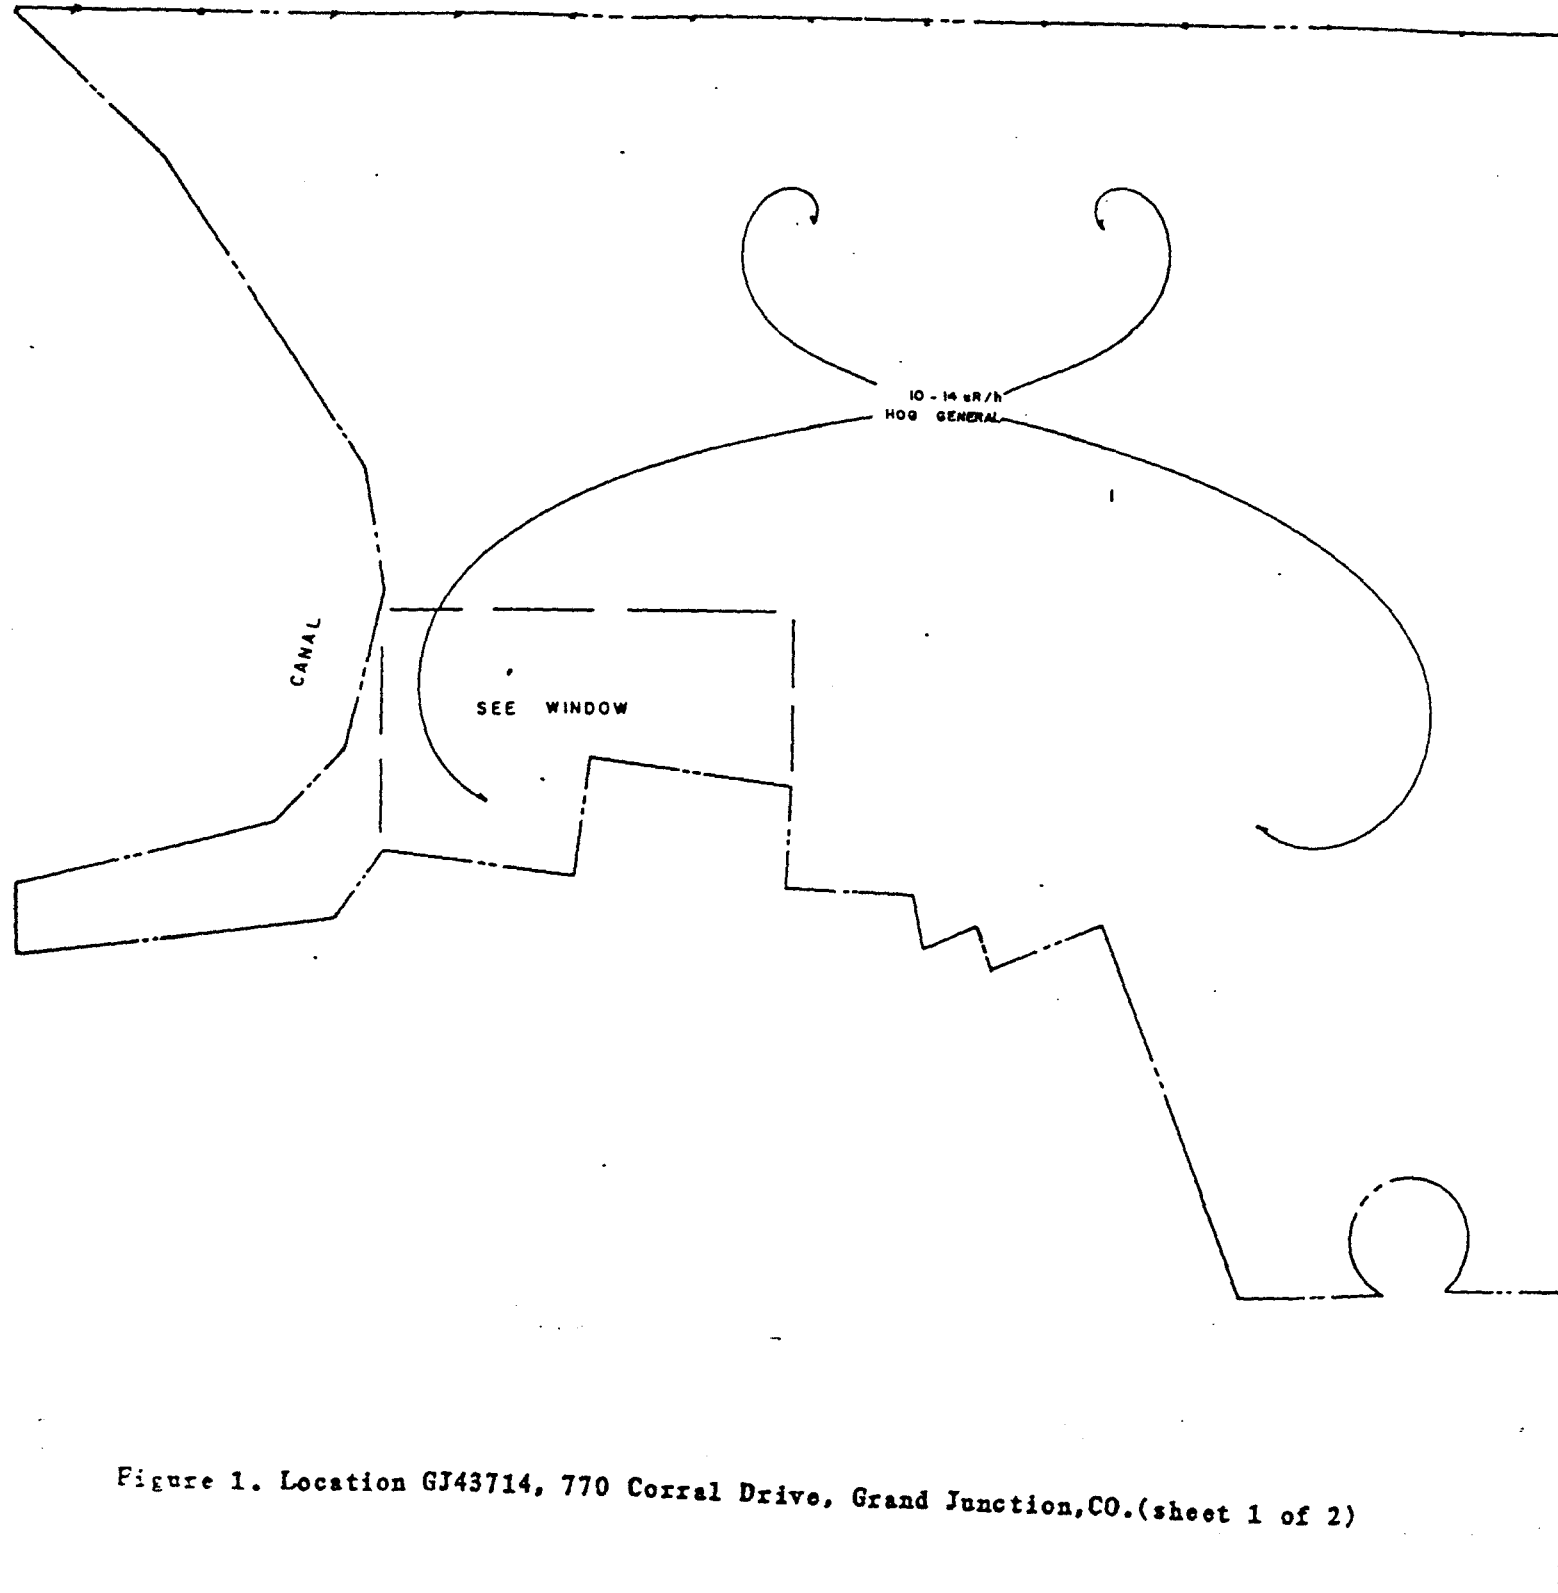 10 - 14 uR/h
HOG GENERAL
CANAL
SEE WINDOW
Figure 1. Location GJ43714, 770 Corral Drive, Grand Junction,CO.(sheet 1 of 2)